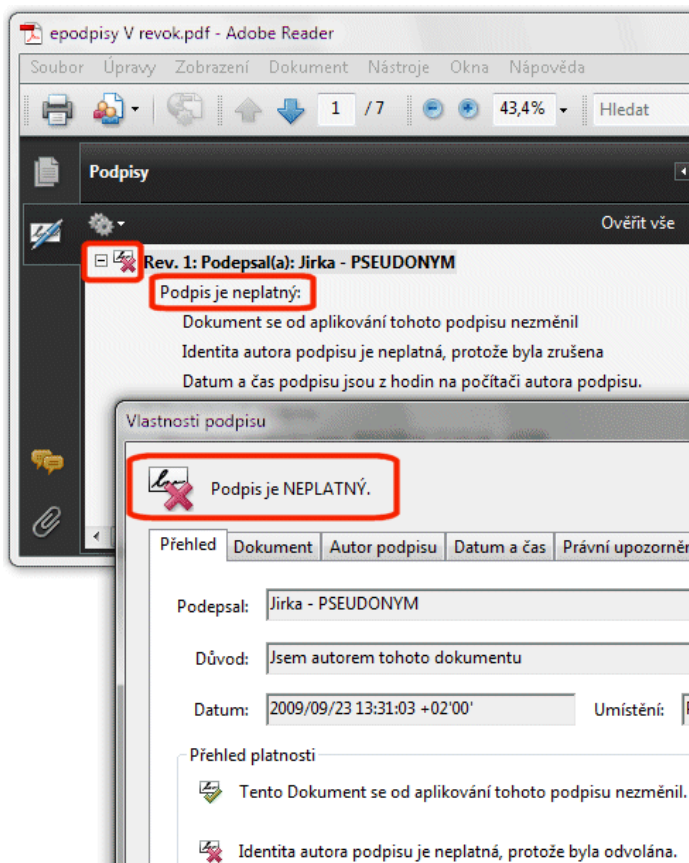 epodpisy V revok.pdf - Adobe Reader
Soubor Úpravy Zobrazení Dokument Nástroje Okna Nápověda
1 / 7 43,4% Hledat
Podpisy
Ověřit vše
Rev. 1: Podepsal(a): Jirka - PSEUDONYM
Podpis je neplatný:
Dokument se od aplikování tohoto podpisu nezměnil
Identita autora podpisu je neplatná, protože byla zrušena
Datum a čas podpisu jsou z hodin na počítači autora podpisu.
Vlastnosti podpisu
Podpis je NEPLATNÝ.
Přehled Dokument Autor podpisu Datum a čas Právní upozorněn
Podepsal: Jirka - PSEUDONYM
Důvod: Jsem autorem tohoto dokumentu
Datum: 2009/09/23 13:31:03 +02'00' Umístění:
Přehled platnosti
Tento Dokument se od aplikování tohoto podpisu nezměnil.
Identita autora podpisu je neplatná, protože byla odvolána.